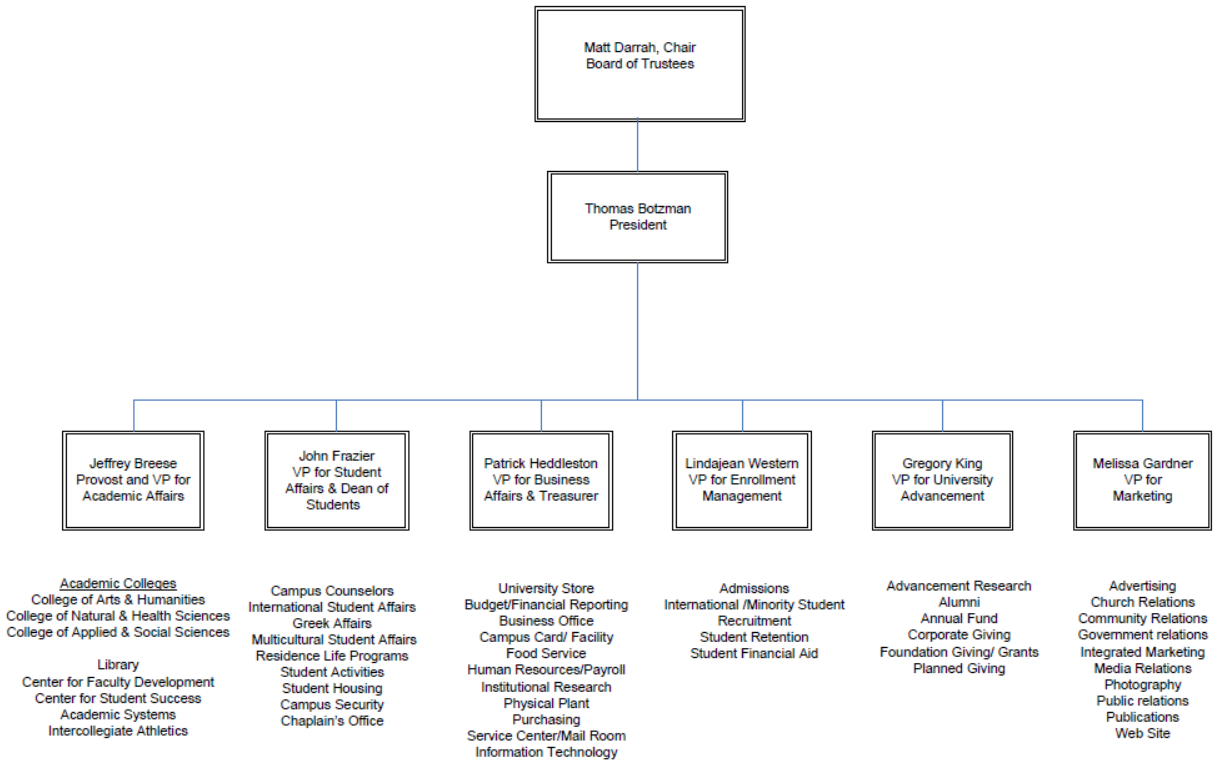 Matt Darrah, Chair
Board of Trustees
Thomas Botzman
President
Jeffrey Breese
Provost and VP for
Academic Affairs
John Frazier
VP for Student
Affairs & Dean of
Students
Patrick Heddleston
VP for Business
Affairs & Treasurer
Lindajean Western
VP for Enrollment
Management
Gregory King
VP for University
Advancement
Melissa Gardner
VP for
Marketing
Academic Colleges
College of Arts & Humanities
College of Natural & Health Sciences
College of Applied & Social Sciences
Library
Center for Faculty Development
Center for Student Success
Academic Systems
Intercollegiate Athletics
Campus Counselors
International Student Affairs
Greek Affairs
Multicultural Student Affairs
Residence Life Programs
Student Activities
Student Housing
Campus Security
Chaplain's Office
University Store
Budget/Financial Reporting
Business Office
Campus Card/ Facility
Food Service
Human Resources/Payroll
Institutional Research
Physical Plant
Purchasing
Service Center/Mail Room
Information Technology
Admissions
International /Minority Student
Recruitment
Student Retention
Student Financial Aid
Advancement Research
Alumni
Annual Fund
Corporate Giving
Foundation Giving/ Grants
Planned Giving
Advertising
Church Relations
Community Relations
Government relations
Integrated Marketing
Media Relations
Photography
Public relations
Publications
Web Site